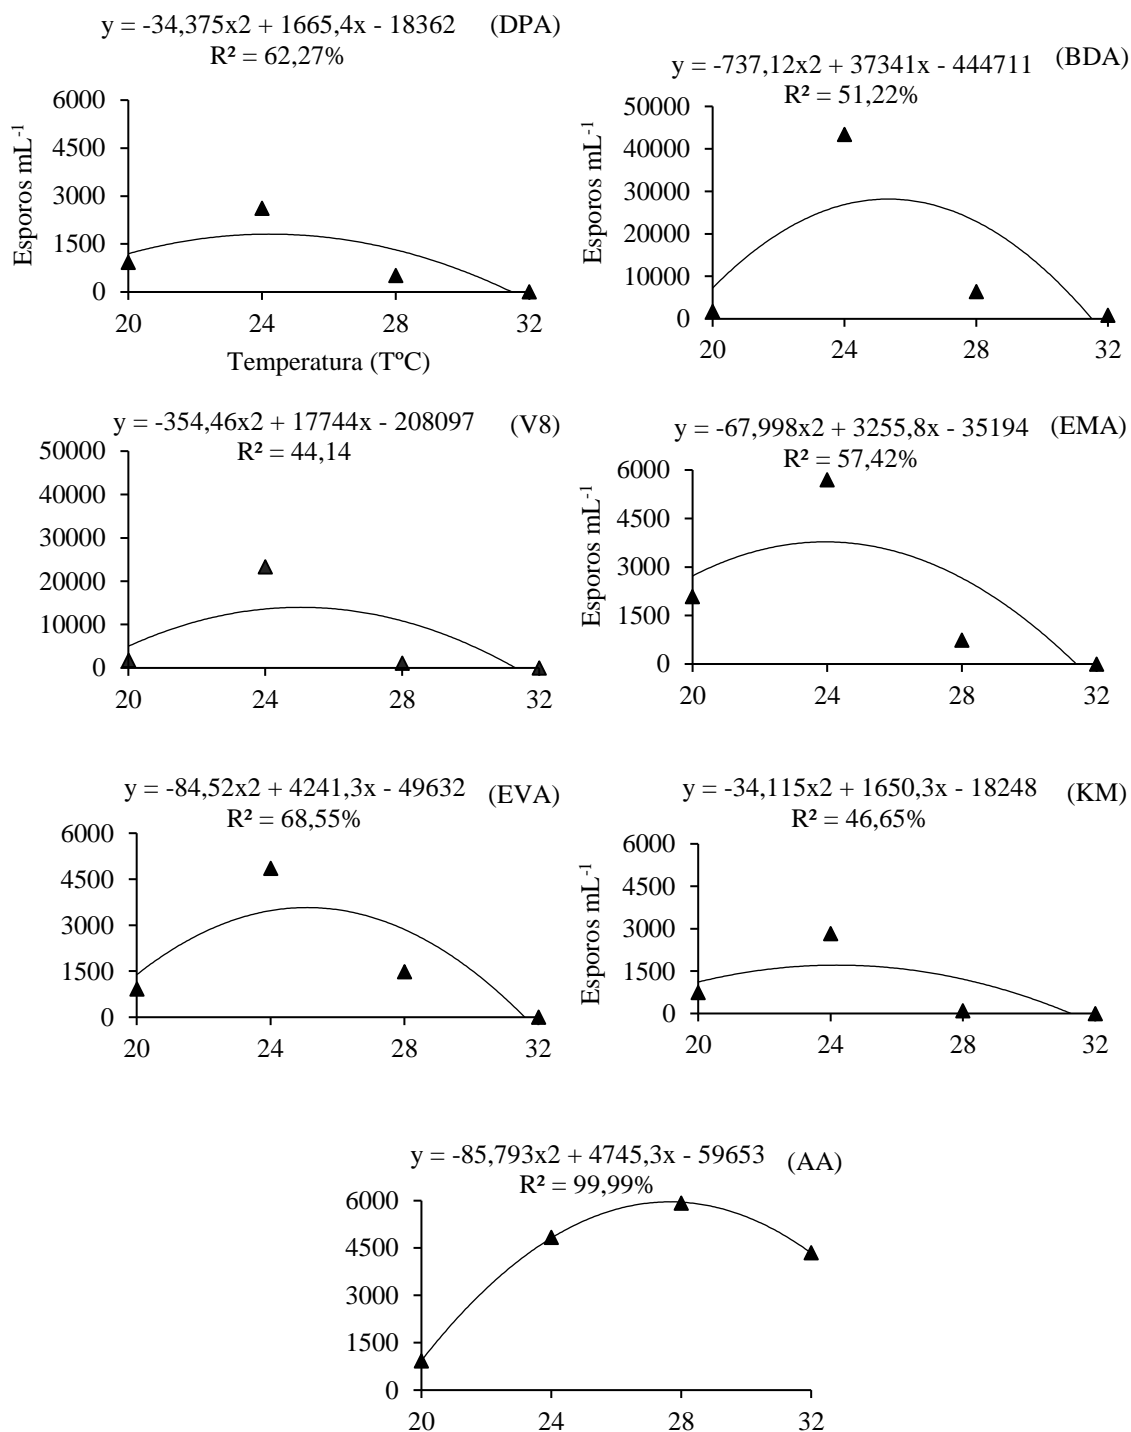 y = -34,375x2 + 1665,4x - 18362 (DPA)
R² = 62,27%
6000
4500
3000
1500
0
20 24 28 32
Esporos mL-1
Temperatura (TºC)
y = -737,12x2 + 37341x - 444711 (BDA)
R² = 51,22%
50000
40000
30000
20000
10000
0
20 24 28 32
Esporos mL-1
y = -354,46x2 + 17744x - 208097 (V8)
R² = 44,14
50000
40000
30000
20000
10000
0
20 24 28 32
y = -67,998x2 + 3255,8x - 35194 (EMA)
R² = 57,42%
6000
4500
3000
1500
0
20 24 28 32
Esporos mL-1
y = -84,52x2 + 4241,3x - 49632 (EVA)
R² = 68,55%
6000
4500
3000
1500
0
20 24 28 32
y = -34,115x2 + 1650,3x - 18248 (KM)
R² = 46,65%
6000
4500
3000
1500
0
20 24 28 32
Esporos mL-1
y = -85,793x2 + 4745,3x - 59653 (AA)
R² = 99,99%
6000
4500
3000
1500
0
20 24 28 32